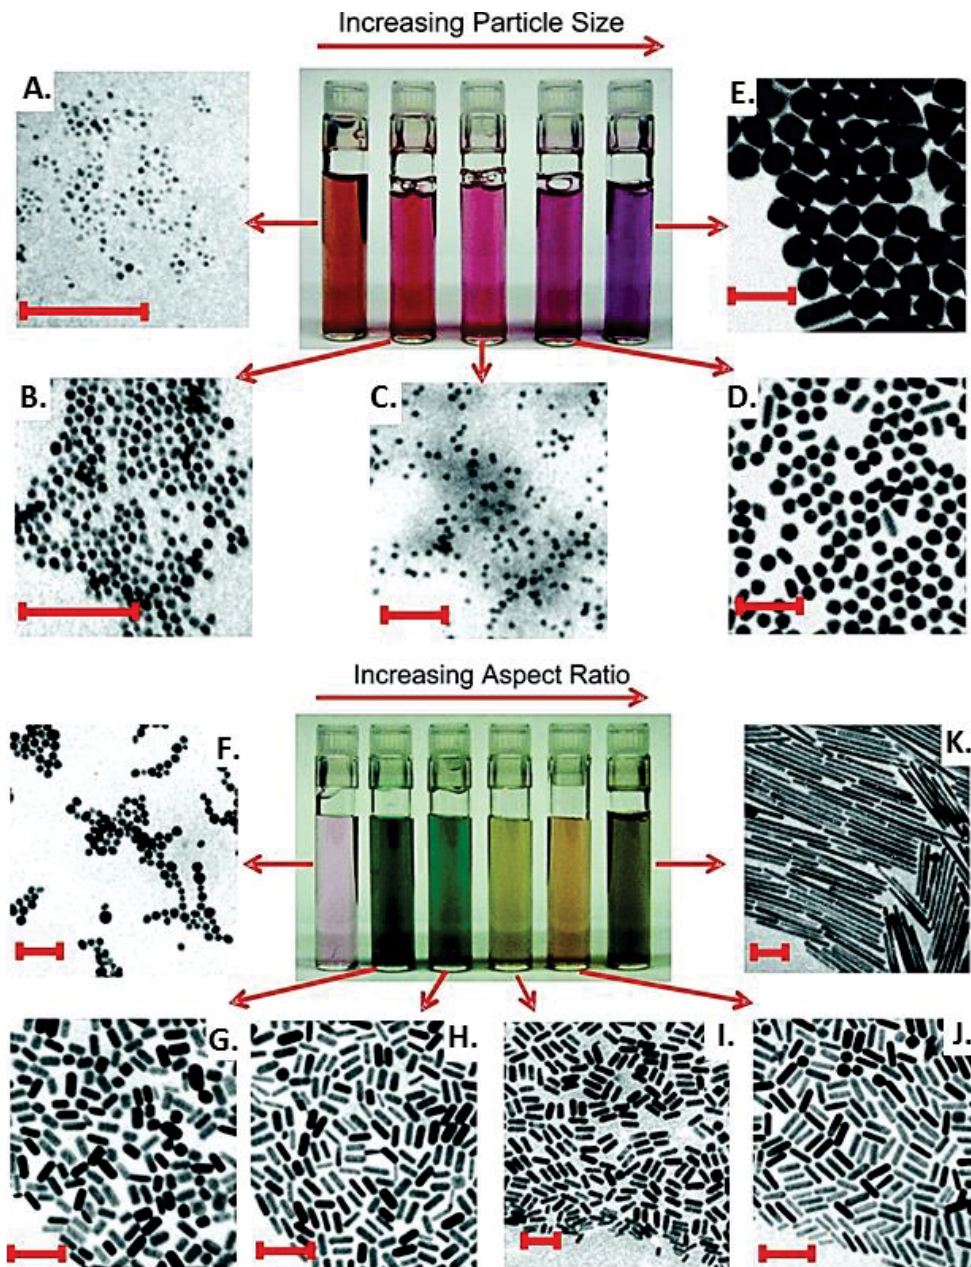 Increasing Particle Size
A.
E.
B.
C.
D.
Increasing Aspect Ratio
F.
K.
G.
H.
I.
J.